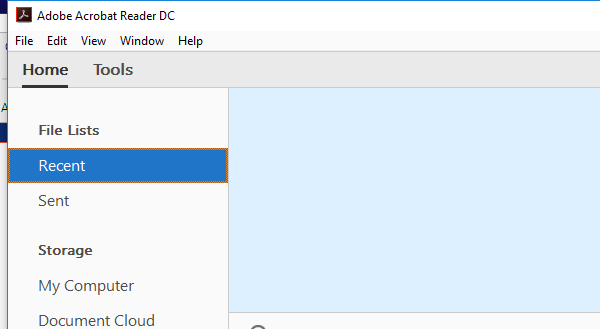 Adobe Acrobat Reader DC
File Edit View Window Help
Home Tools
File Lists
Recent
Sent
Storage
My Computer
Document Cloud